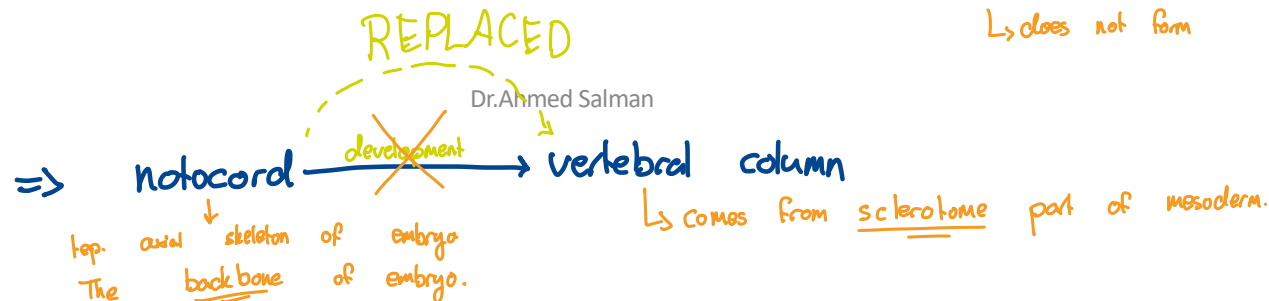 ↳ does not form
REPLACED
Dr.Ahmed Salman
development
=> notocord → vertebral column
↳ comes from sclerotome part of mesoderm.
axial skeleton of embryo
The backbone of embryo.